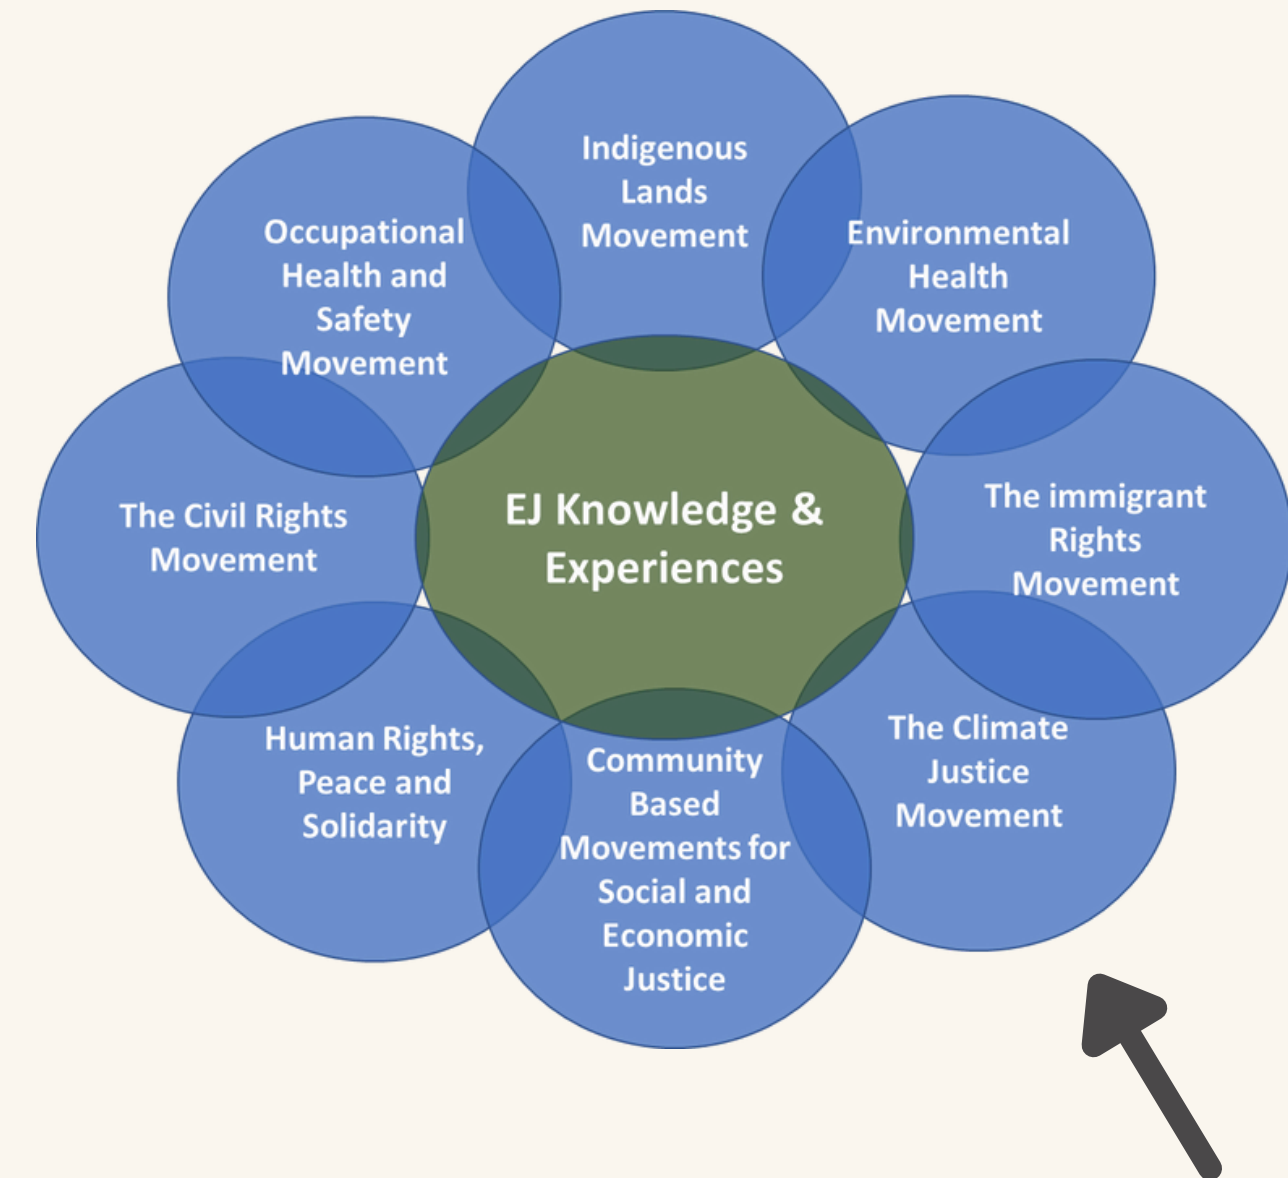 Indigenous
Lands
Movement
Occupational
Health and
Safety
Movement
Environmental
Health
Movement
The Civil Rights
Movement
EJ Knowledge &
Experiences
The immigrant
Rights
Movement
Human Rights,
Peace and
Solidarity
Community
Based
Movements for
Social and
Economic
Justice
The Climate
Justice
Movement